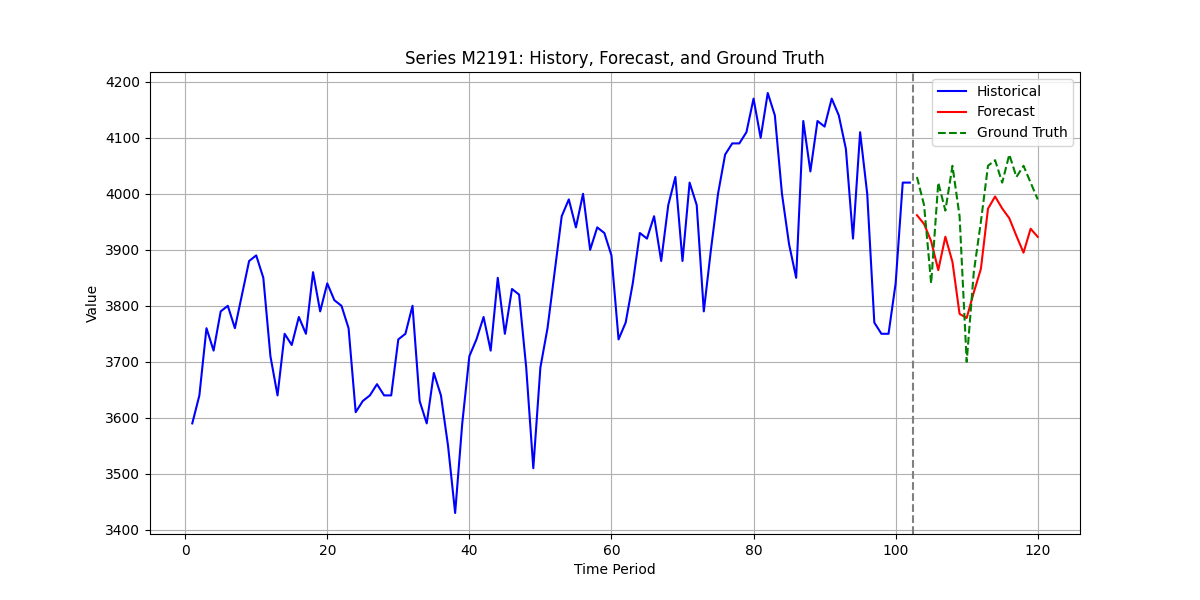 Series M2191: History, Forecast, and Ground Truth
Historical
Forecast
Ground Truth
Value
4200
4100
4000
3900
3800
3700
3600
3500
3400
0 20 40 60 80 100 120
Time Period